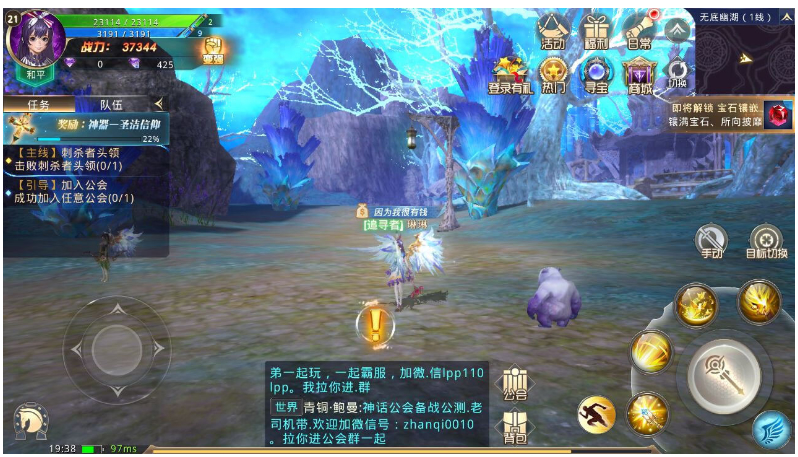 21
23114 / 23114
2
3191 / 3191
9
战力： 37344
变强
0
425
和平
任务
队伍
奖励：神器—圣洁信仰
22%
【主线】刺杀者头领
击败刺杀者头领(0/1)
【引导】加入公会
成功加入任意公会(0/1)
活动
福利
日常
登录有礼
热门
寻宝
商城
切换
无底幽湖（1线）
即将解锁 宝石镶嵌
镶满宝石、所向披靡
因为我很有钱
[追寻者] 琳琳
手动
目标切换
弟一起玩，一起霸服，加微.信lpp110
lpp。我拉你进.群
世界 青铜·鲍曼:神话公会备战公测.老
司机带.欢迎加微信号：zhanqi0010
。拉你进公会群一起
公会
背包
19:38
97ms